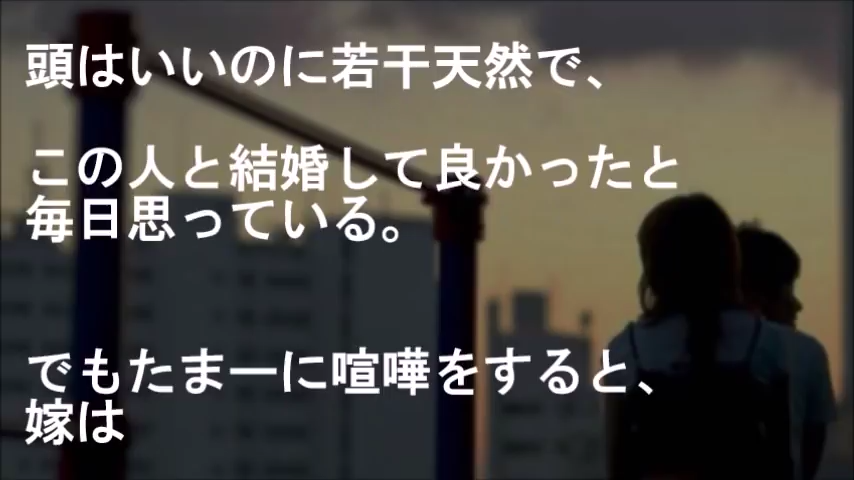 頭はいいのに若干天然で、
この人と結婚して良かったと
毎日思っている。
でもたまーに喧嘩をすると、
嫁は